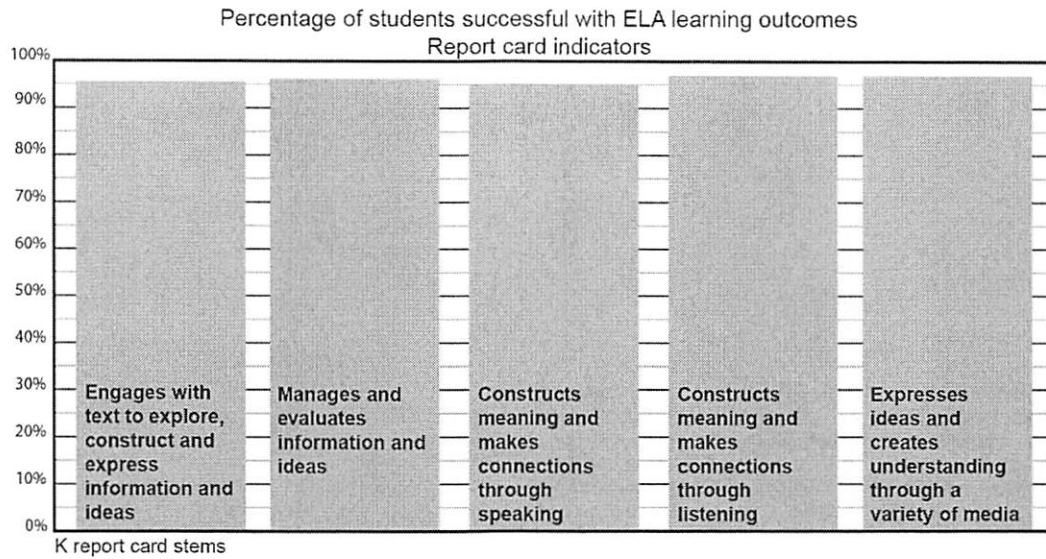 Percentage of students successful with ELA learning outcomes
Report card indicators
100%
90%
80%
70%
60%
50%
40%
30%
20%
10%
0%
Engages with
text to explore,
construct and
express
information and
ideas
Manages and
evaluates
information and
ideas
Constructs
meaning and
makes
connections
through
speaking
Constructs
meaning and
makes
connections
through
listening
Expresses
ideas and
creates
understanding
through a
variety of media
K report card stems